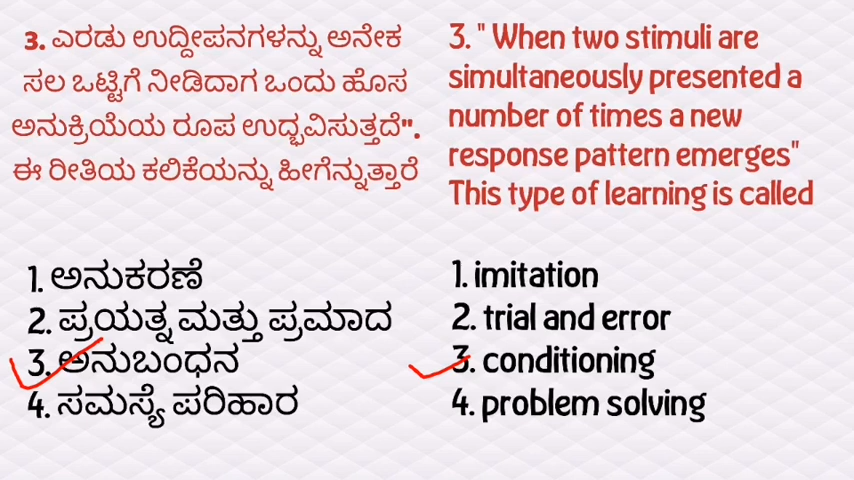 3. ಎರಡು ಉದ್ದೀಪನಗಳನ್ನು ಅನೇಕ
ಸಲ ಒಟ್ಟಿಗೆ ನೀಡಿದಾಗ ಒಂದು ಹೊಸ
ಅನುಕ್ರಿಯೆಯ ರೂಪ ಉದ್ಭವಿಸುತ್ತದೆ".
ಈ ರೀತಿಯ ಕಲಿಕೆಯನ್ನು ಹೀಗೆನ್ನುತ್ತಾರೆ
1. ಅನುಕರಣೆ
2. ಪ್ರಯತ್ನ ಮತ್ತು ಪ್ರಮಾದ
3. ಅನುಬಂಧನ
4. ಸಮಸ್ಯೆ ಪರಿಹಾರ
3. " When two stimuli are
simultaneously presented a
number of times a new
response pattern emerges"
This type of learning is called
1. imitation
2. trial and error
3. conditioning
4. problem solving